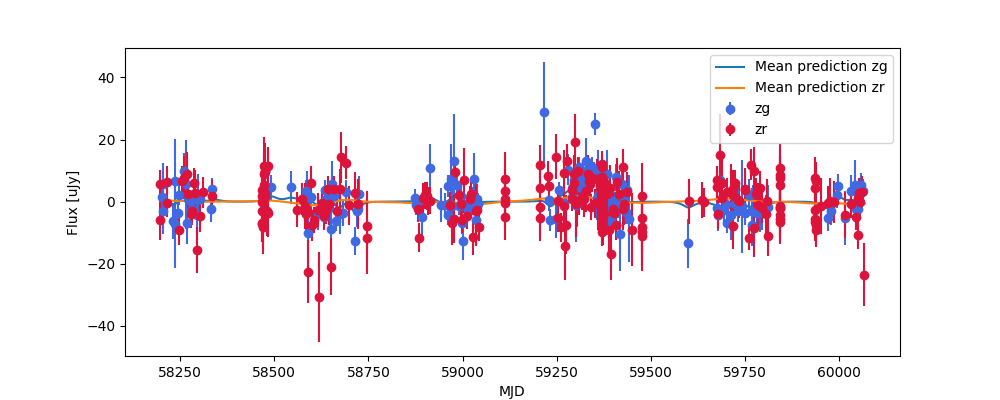 Mean prediction zg
Mean prediction zr
zg
zr
Flux [uJy]
40
20
0
−20
−40
58250
58500
58750
59000
59250
59500
59750
60000
MJD